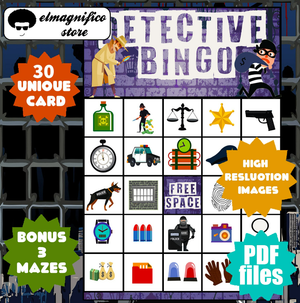 elmagnifico
store
DETECTIVE
BINGO
30
UNIQUE
CARD
HIGH
RESLUOTION
IMAGES
FREE
SPACE
BONUS
3
MAZES
PDF
files